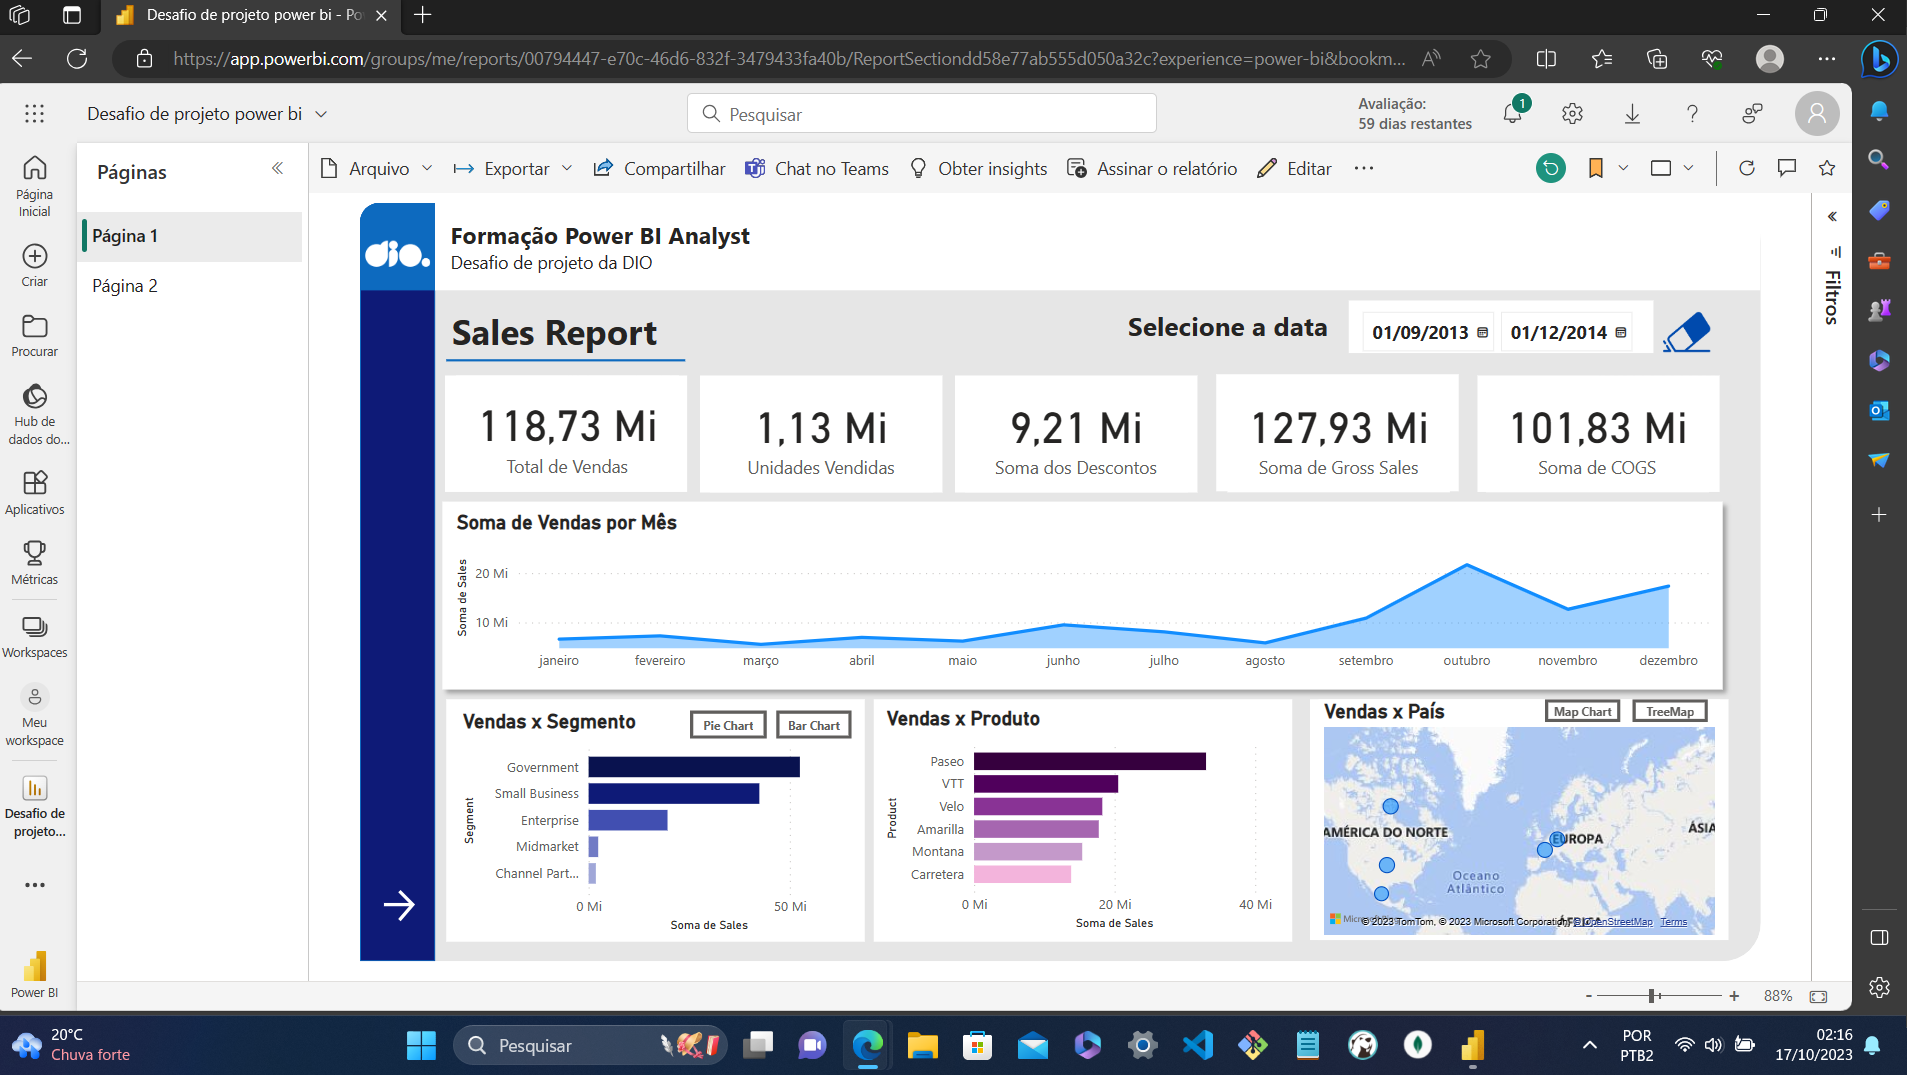 Desafio de projeto power bi - Po
https://app.powerbi.com/groups/me/reports/00794447-e70c-46d6-832f-3479433fa40b/ReportSectiondd58e77ab555d050a32c?experience=power-bi&bookm...
Desafio de projeto power bi
Pesquisar
Avaliação:
59 dias restantes
1
Página
Inicial
Criar
Procurar
Hub de
dados do...
Aplicativos
Métricas
Workspaces
Meu
workspace
Desafio de
projeto...
Power BI
Páginas
Página 1
Página 2
Arquivo
Exportar
Compartilhar
Chat no Teams
Obter insights
Assinar o relatório
Editar
Filtros
dio.
Formação Power BI Analyst
Desafio de projeto da DIO
Sales Report
Selecione a data
01/09/2013
01/12/2014
118,73 Mi
Total de Vendas
1,13 Mi
Unidades Vendidas
9,21 Mi
Soma dos Descontos
127,93 Mi
Soma de Gross Sales
101,83 Mi
Soma de COGS
Soma de Vendas por Mês
Soma de Sales
20 Mi
10 Mi
janeiro fevereiro março abril maio junho julho agosto setembro outubro novembro dezembro
Vendas x Segmento
Pie Chart
Bar Chart
Segment
Government
Small Business
Enterprise
Midmarket
Channel Part...
0 Mi 50 Mi
Soma de Sales
Vendas x Produto
Product
Paseo
VTT
Velo
Amarilla
Montana
Carretera
0 Mi 20 Mi 40 Mi
Soma de Sales
Vendas x País
Map Chart
TreeMap
AMÉRICA DO NORTE
EUROPA
ÁSIA
Oceano
Atlântico
© 2023 TomTom, © 2023 Microsoft Corporation, © OpenStreetMap Terms
88%
20°C
Chuva forte
Pesquisar
POR
PTB2
02:16
17/10/2023